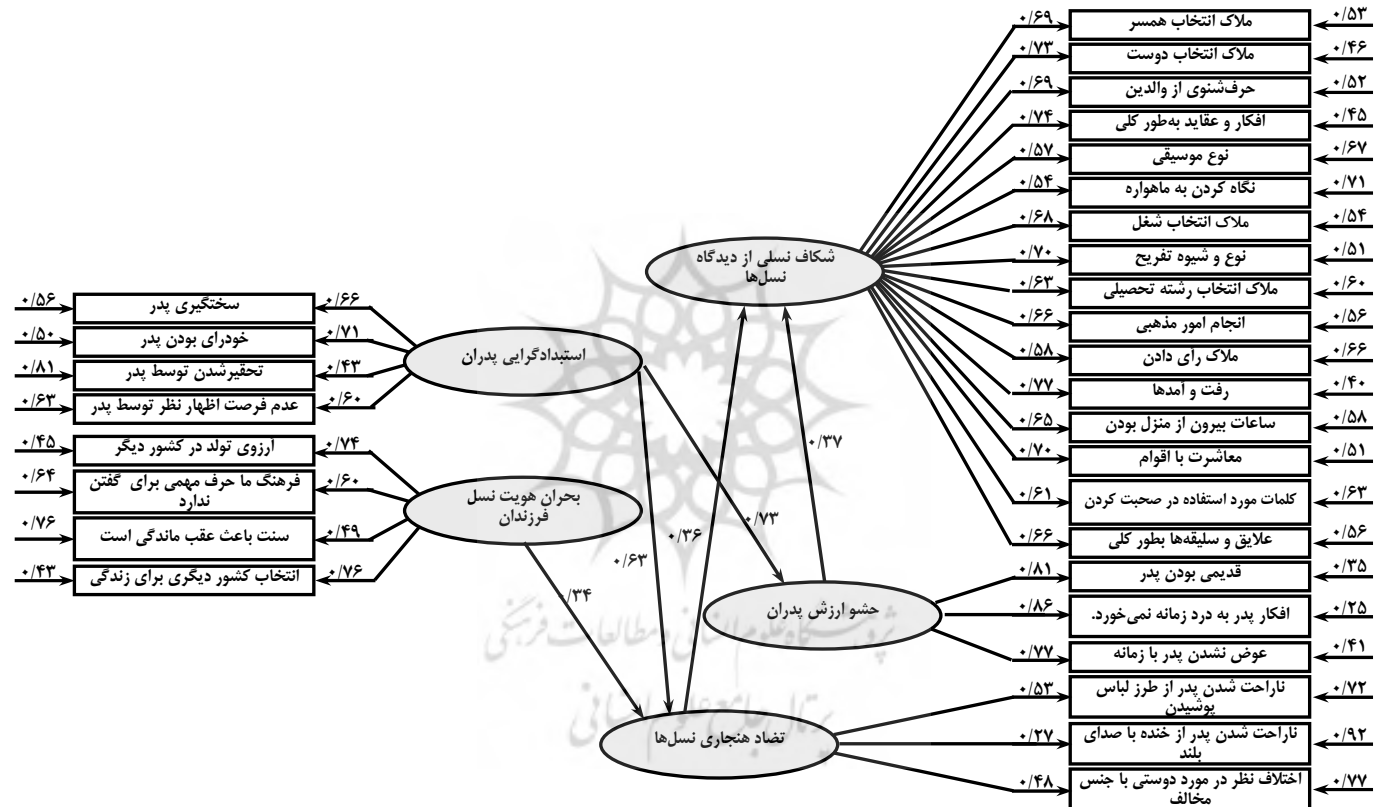 ۰/۶۹ ملاک انتخاب همسر ۰/۵۳
۰/۷۳ ملاک انتخاب دوست ۰/۴۶
۰/۶۹ حرف‌شنوی از والدین ۰/۵۲
۰/۷۴ افکار و عقاید به‌طور کلی ۰/۴۵
۰/۵۷ نوع موسیقی ۰/۶۷
۰/۵۴ نگاه کردن به ماهواره ۰/۷۱
۰/۶۸ ملاک انتخاب شغل ۰/۵۴
۰/۷۰ نوع و شیوه تفریح ۰/۵۱
۰/۶۳ ملاک انتخاب رشته تحصیلی ۰/۶۰
۰/۶۶ انجام امور مذهبی ۰/۵۶
۰/۵۸ ملاک رأی دادن ۰/۶۶
۰/۷۷ رفت و آمدها ۰/۴۰
۰/۶۵ ساعات بیرون از منزل بودن ۰/۵۸
۰/۷۰ معاشرت با اقوام ۰/۵۱
۰/۶۱ کلمات مورد استفاده در صحبت کردن ۰/۶۳
۰/۶۶ علایق و سلیقه‌ها بطور کلی ۰/۵۶
۰/۸۱ قدیمی بودن پدر ۰/۳۵
۰/۸۶ افکار پدر به درد زمانه نمی‌خورد. ۰/۲۵
۰/۷۷ عوض نشدن پدر با زمانه ۰/۴۱
۰/۵۳ ناراحت شدن پدر از طرز لباس ۰/۷۲
پوشیدن
۰/۲۷ ناراحت شدن پدر از خنده با صدای ۰/۹۲
بلند
۰/۴۸ اختلاف نظر در مورد دوستی با جنس ۰/۷۷
مخالف
شکاف نسلی از دیدگاه
نسل‌ها
استبدادگرایی پدران
بحران هویت نسل
فرزندان
حشو ارزش پدران
تضاد هنجاری نسل‌ها
۰/۳۷
۰/۷۳
۰/۳۶
۰/۶۳
۰/۳۴
۰/۵۶ سختگیری پدر ۰/۶۶
۰/۵۰ خودرای بودن پدر ۰/۷۱
۰/۸۱ تحقیرشدن توسط پدر ۰/۴۳
۰/۶۳ عدم فرصت اظهار نظر توسط پدر ۰/۶۰
۰/۴۵ آرزوی تولد در کشور دیگر ۰/۷۴
۰/۶۴ فرهنگ ما حرف مهمی برای گفتن ۰/۶۰
ندارد
۰/۷۶ سنت باعث عقب ماندگی است ۰/۴۹
۰/۴۳ انتخاب کشور دیگری برای زندگی ۰/۷۶
پژوهشگاه علوم انسانی و مطالعات فرهنگی
پرتال جامع علوم انسانی